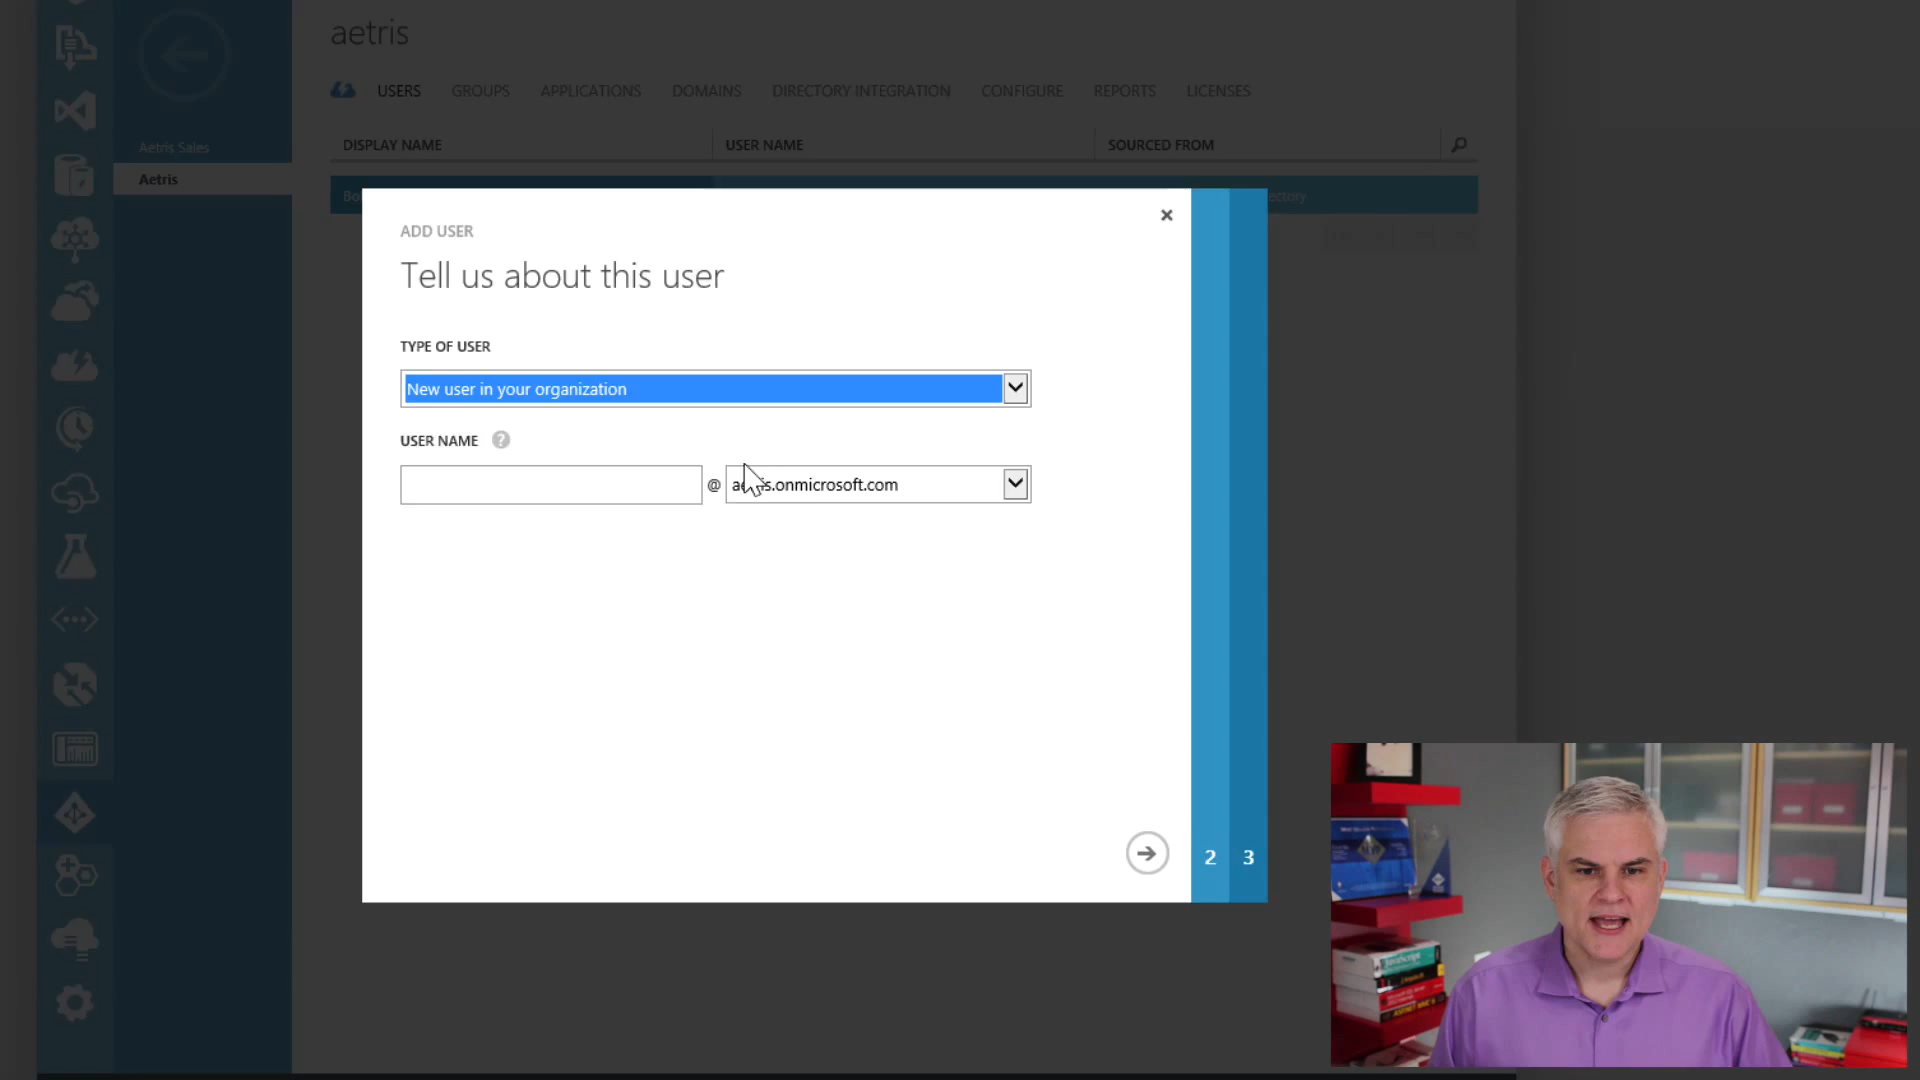 aetris
USERS GROUPS APPLICATIONS DOMAINS DIRECTORY INTEGRATION CONFIGURE REPORTS LICENSES
Aetris Sales
DISPLAY NAME USER NAME SOURCED FROM
Aetris
ADD USER
Tell us about this user
TYPE OF USER
New user in your organization
USER NAME ?
@ .onmicrosoft.com
2 3
JavaScript